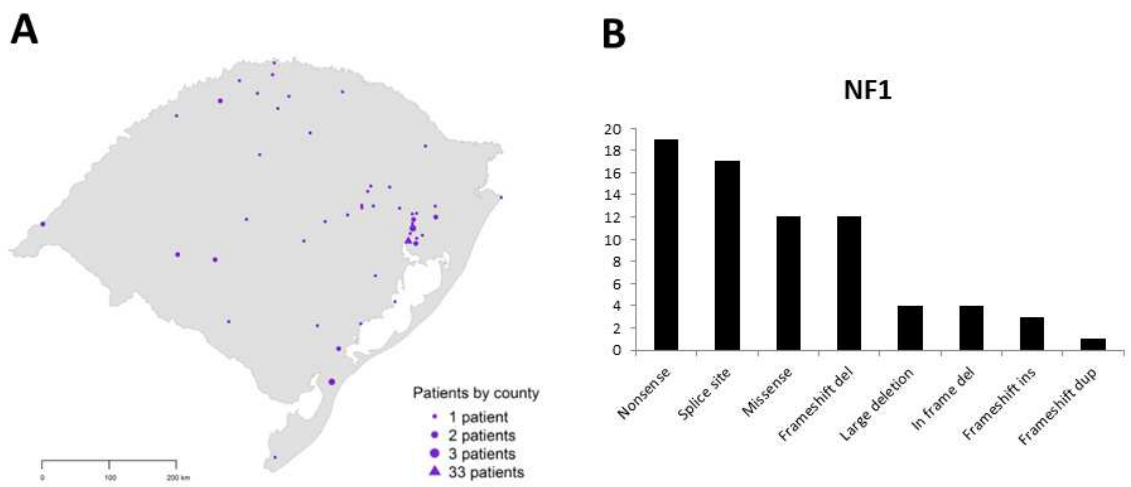 A
Patients by county
1 patient
2 patients
3 patients
33 patients
0 100 200 km
B
NF1
20
18
16
14
12
10
8
6
4
2
0
Nonsense
Splice site
Missense
Frameshift del
Large deletion
In frame del
Frameshift ins
Frameshift dup